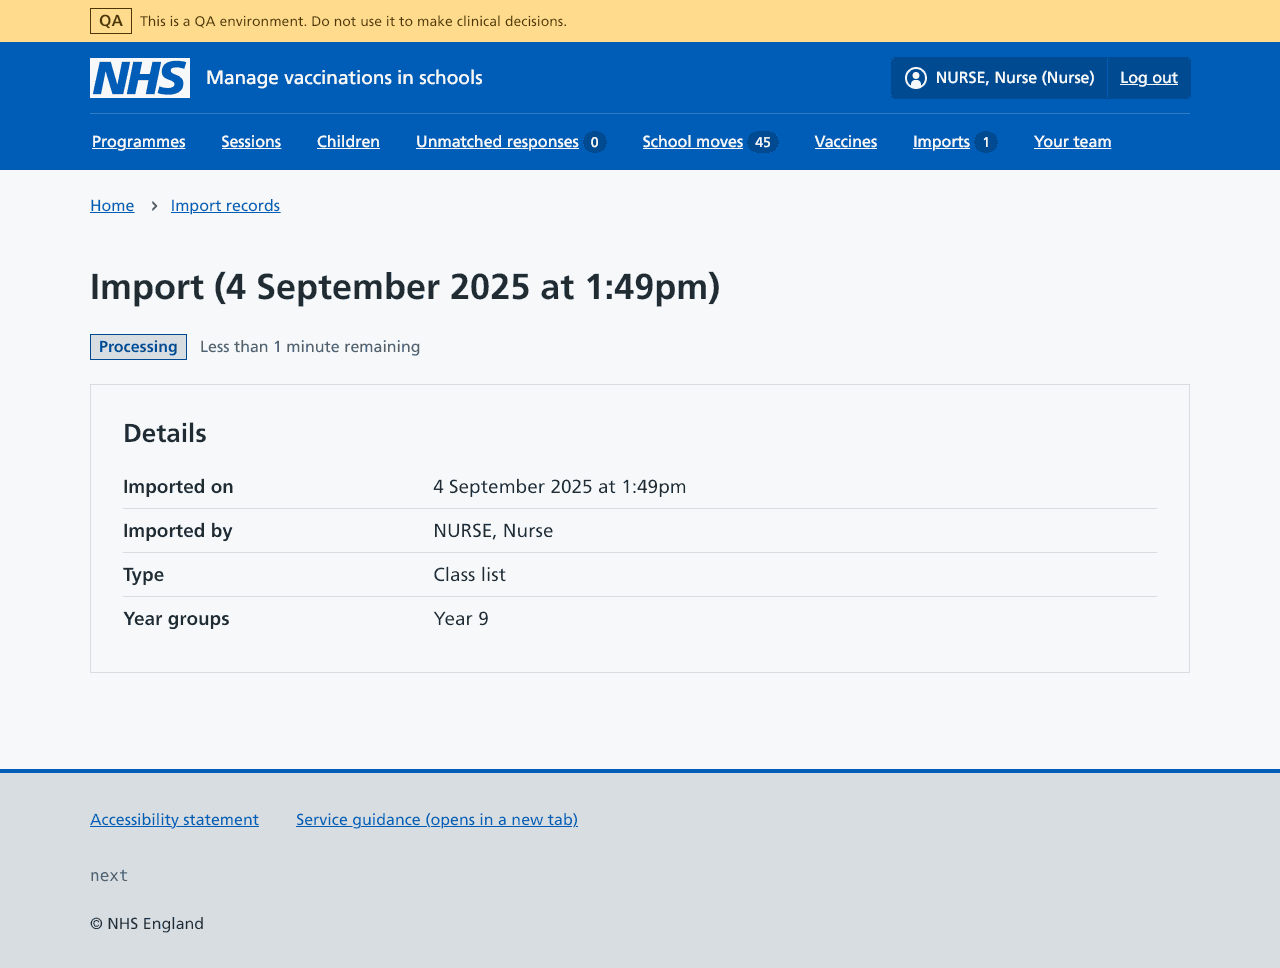 QA This is a QA environment. Do not use it to make clinical decisions.
NHS Manage vaccinations in schools NURSE, Nurse (Nurse) Log out
Programmes Sessions Children Unmatched responses 0 School moves 45 Vaccines Imports 1 Your team
Home Import records
Import (4 September 2025 at 1:49pm)
Processing Less than 1 minute remaining
Details
Imported on 4 September 2025 at 1:49pm
Imported by NURSE, Nurse
Type Class list
Year groups Year 9
Accessibility statement Service guidance (opens in a new tab)
next
© NHS England